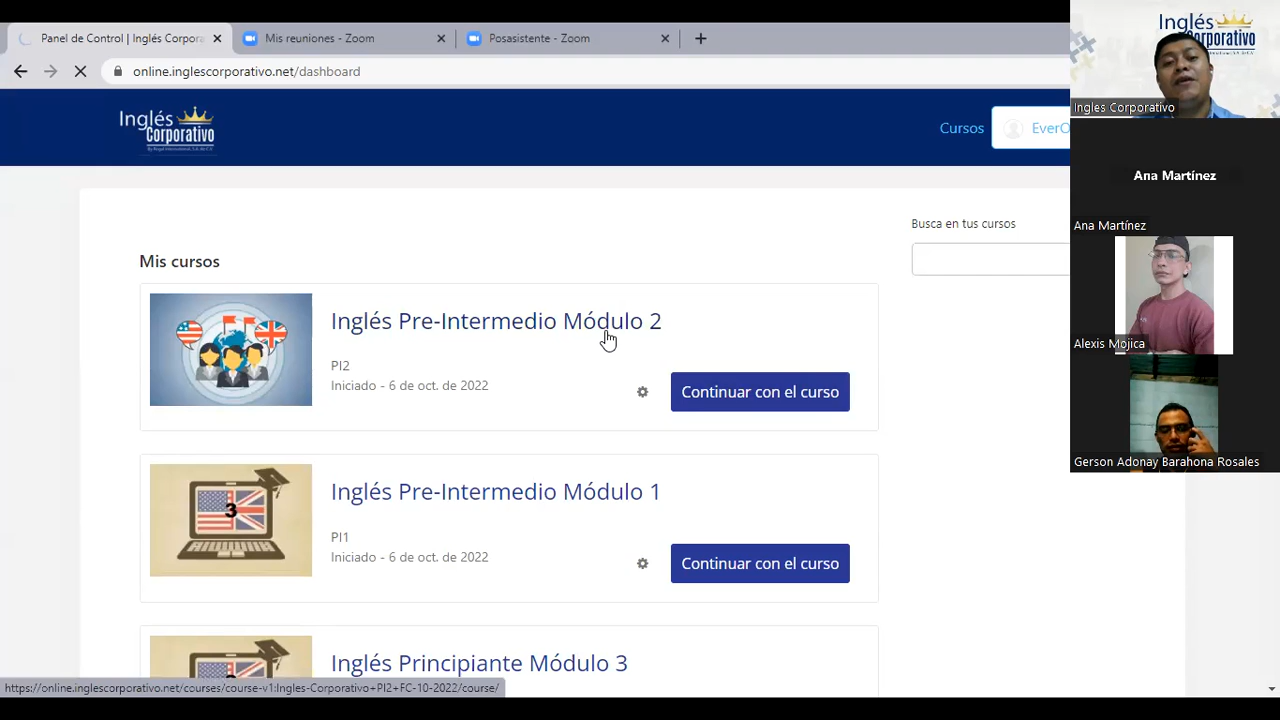 Panel de Control | Inglés Corpora
Mis reuniones - Zoom
Posasistente - Zoom
online.inglescorporativo.net/dashboard
Inglés
Corporativo
Cursos
EverO
Mis cursos
Busca en tus cursos
Inglés Pre-Intermedio Módulo 2
PI2
Iniciado - 6 de oct. de 2022
Continuar con el curso
3
Inglés Pre-Intermedio Módulo 1
PI1
Iniciado - 6 de oct. de 2022
Continuar con el curso
Inglés Principiante Módulo 3
https://online.inglescorporativo.net/courses/course-v1:Ingles-Corporativo+PI2+FC-10-2022/course/
Inglés
Corporativo
Ingles Corporativo
Ana Martínez
Ana Martínez
Alexis Mojica
Gerson Adonay Barahona Rosales